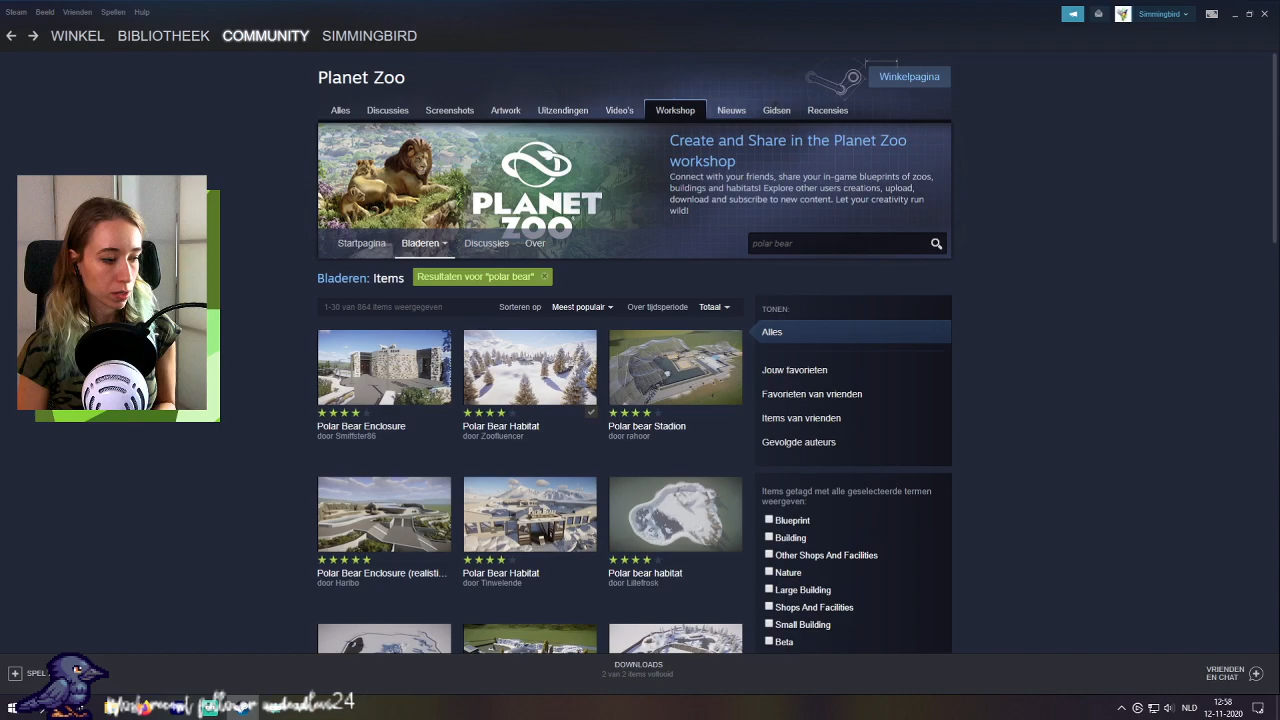 Steam Beeld Vrienden Spellen Hulp
Simmingbird
WINKEL BIBLIOTHEEK COMMUNITY SIMMINGBIRD
Planet Zoo
Winkelpagina
Alles Discussies Screenshots Artwork Uitzendingen Video's Workshop Nieuws Gidsen Recensies
Create and Share in the Planet Zoo
workshop
Connect with your friends, share your in-game blueprints of zoos,
buildings and habitats! Explore other users creations, upload,
download and subscribe to new content. Let your creativity run
wild!
PLANET
ZOO
Startpagina Bladeren Discussies Over
polar bear
Bladeren: Items Resultaten voor "polar bear"
1-30 van 864 items weergegeven Sorteren op Meest populair Over tijdsperiode Totaal
TONEN:
Alles
Jouw favorieten
Favorieten van vrienden
Items van vrienden
Gevolgde auteurs
Polar Bear Enclosure
door Smiffster86
Polar Bear Habitat
door Zoofluencer
Polar bear Stadion
door rahoor
Polar Bear Enclosure (realisti...
door Haribo
Polar Bear Habitat
door Tinwelende
Polar bear habitat
door Lillefrosk
Items getagd met alle geselecteerde termen
weergeven:
Blueprint
Building
Other Shops And Facilities
Nature
Large Building
Shops And Facilities
Small Building
Beta
SPEL
DOWNLOADS
2 van 2 items voltooid
VRIENDEN
EN CHAT
NLD
12:58
12-11-2020